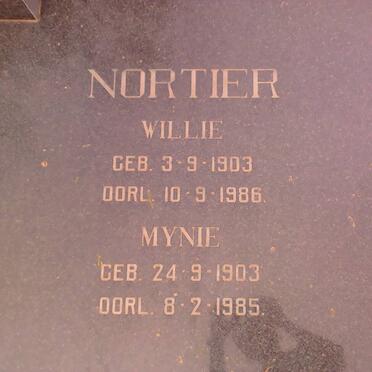 NORTIER
WILLIE
GEB. 3-9-1903
OORL. 10-9-1986.
MYNIE
GEB. 24-9-1903
OORL. 8-2-1985.